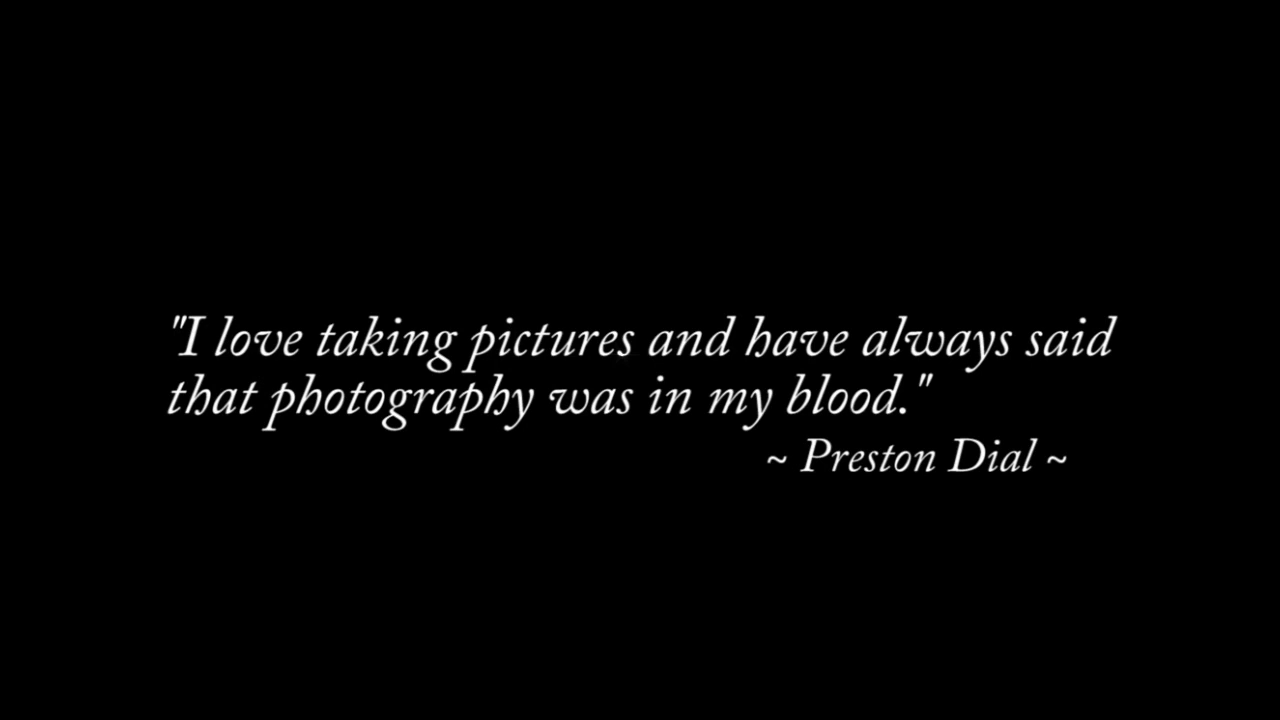 "I love taking pictures and have always said
that photography was in my blood."
~ Preston Dial ~